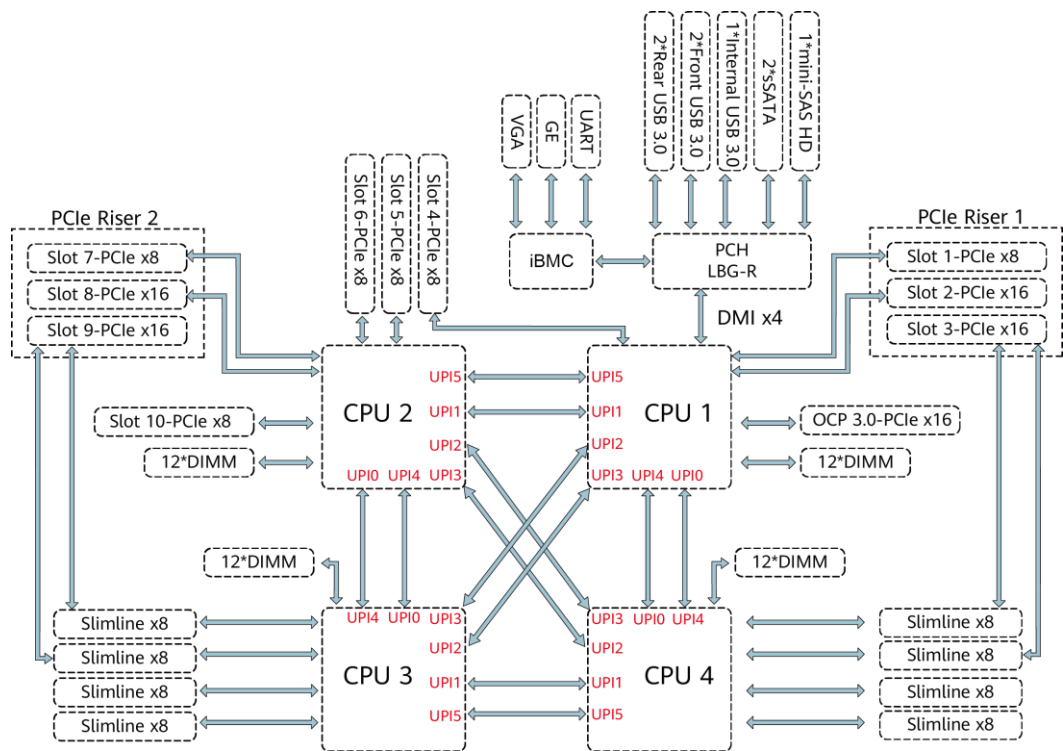 2*Rear USB 3.0
2*Front USB 3.0
1*Internal USB 3.0
2*sSATA
1*mini-SAS HD
VGA
GE
UART
Slot 6-PCIe x8
Slot 5-PCIe x8
Slot 4-PCIe x8
PCIe Riser 2
Slot 7-PCIe x8
Slot 8-PCIe x16
Slot 9-PCIe x16
iBMC
PCH
LBG-R
DMI x4
PCIe Riser 1
Slot 1-PCIe x8
Slot 2-PCIe x16
Slot 3-PCIe x16
CPU 2
UPI5
UPI1
UPI2
UPI0 UPI4 UPI3
CPU 1
UPI5
UPI1
UPI2
UPI3 UPI4 UPI0
Slot 10-PCIe x8
12*DIMM
OCP 3.0-PCIe x16
12*DIMM
12*DIMM
12*DIMM
Slimline x8
Slimline x8
Slimline x8
Slimline x8
UPI4 UPI0 UPI3
UPI2
CPU 3
UPI1
UPI5
UPI3 UPI0 UPI4
UPI2
CPU 4
UPI1
UPI5
Slimline x8
Slimline x8
Slimline x8
Slimline x8